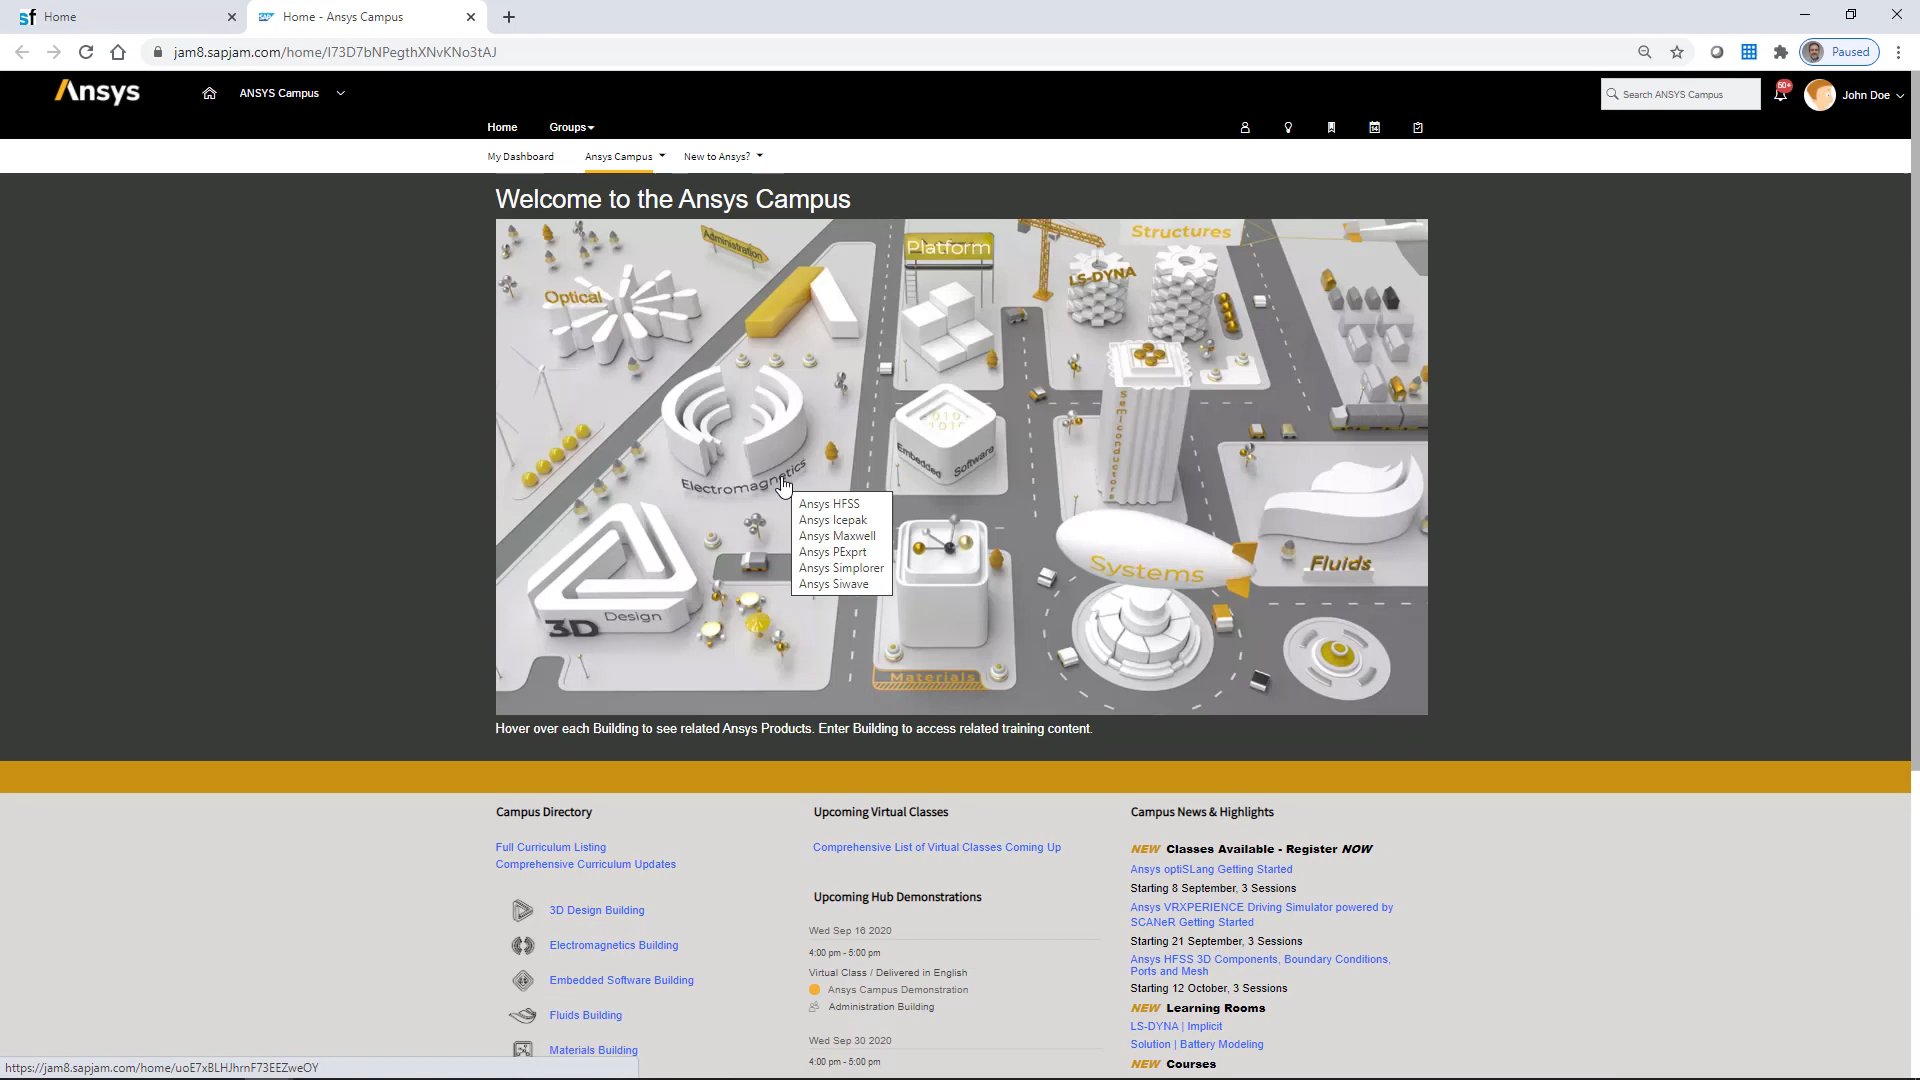 Home
Home - Ansys Campus
jam8.sapjam.com/home/I73D7bNPegthXNvKNo3tAJ
Paused
Ansys
ANSYS Campus
Search ANSYS Campus
60+
John Doe
Home
Groups
My Dashboard
Ansys Campus
New to Ansys?
Welcome to the Ansys Campus
Administration
Platform
Structures
LS-DYNA
Optical
Semiconductors
0101
1010
Embedded Software
Electromagnetics
Ansys HFSS
Ansys Icepak
Ansys Maxwell
Ansys PExprt
Ansys Simplorer
Ansys Siwave
Systems
Fluids
3D Design
Materials
Hover over each Building to see related Ansys Products. Enter Building to access related training content.
Campus Directory
Full Curriculum Listing
Comprehensive Curriculum Updates
3D Design Building
Electromagnetics Building
Embedded Software Building
Fluids Building
Materials Building
Upcoming Virtual Classes
Comprehensive List of Virtual Classes Coming Up
Upcoming Hub Demonstrations
Wed Sep 16 2020
4:00 pm - 5:00 pm
Virtual Class / Delivered in English
Ansys Campus Demonstration
Administration Building
Wed Sep 30 2020
4:00 pm - 5:00 pm
Campus News & Highlights
NEW Classes Available - Register NOW
Ansys optiSLang Getting Started
Starting 8 September, 3 Sessions
Ansys VRXPERIENCE Driving Simulator powered by
SCANeR Getting Started
Starting 21 September, 3 Sessions
Ansys HFSS 3D Components, Boundary Conditions,
Ports and Mesh
Starting 12 October, 3 Sessions
NEW Learning Rooms
LS-DYNA | Implicit
Solution | Battery Modeling
NEW Courses
https://jam8.sapjam.com/home/uoE7xBLHJhrnF73EEZweOY